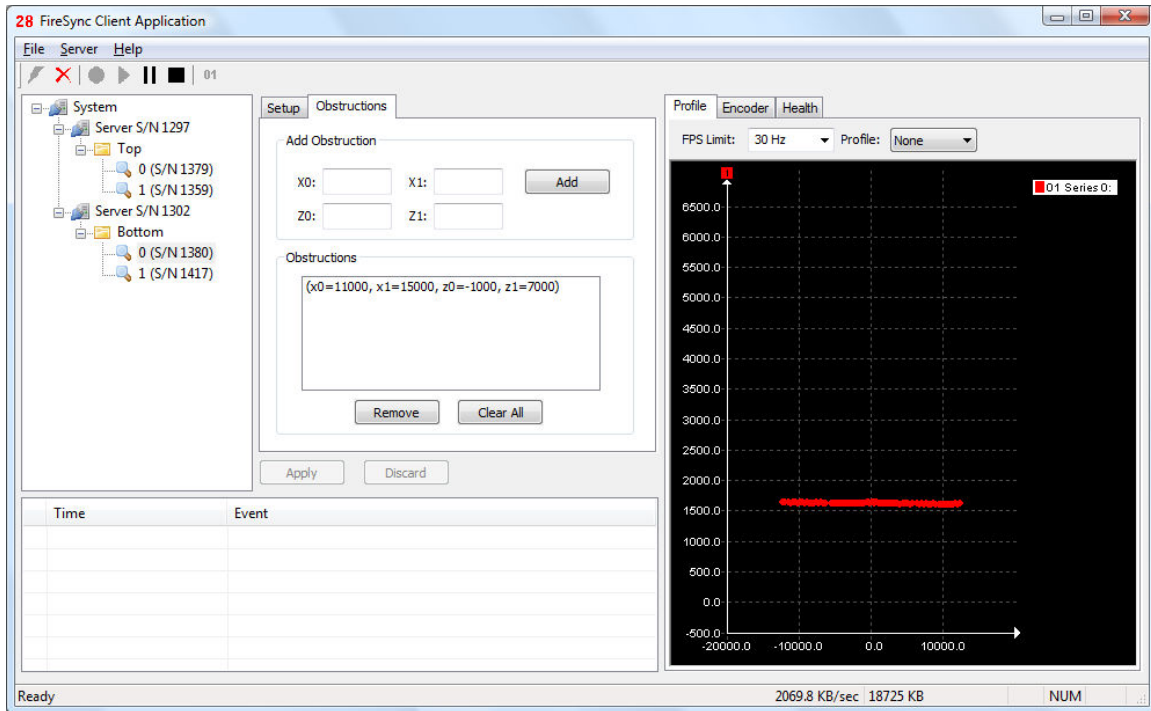 28 FireSync Client Application
File Server Help
01
System
Server S/N 1297
Top
0 (S/N 1379)
1 (S/N 1359)
Server S/N 1302
Bottom
0 (S/N 1380)
1 (S/N 1417)
Setup Obstructions
Add Obstruction
X0: X1: Add
Z0: Z1:
Obstructions
(x0=11000, x1=15000, z0=-1000, z1=7000)
Remove Clear All
Apply Discard
Time Event
Profile Encoder Health
FPS Limit: 30 Hz Profile: None
1
01 Series 0:
6500.0
6000.0
5500.0
5000.0
4500.0
4000.0
3500.0
3000.0
2500.0
2000.0
1500.0
1000.0
500.0
0.0
-500.0
-20000.0 -10000.0 0.0 10000.0
Ready 2069.8 KB/sec 18725 KB NUM